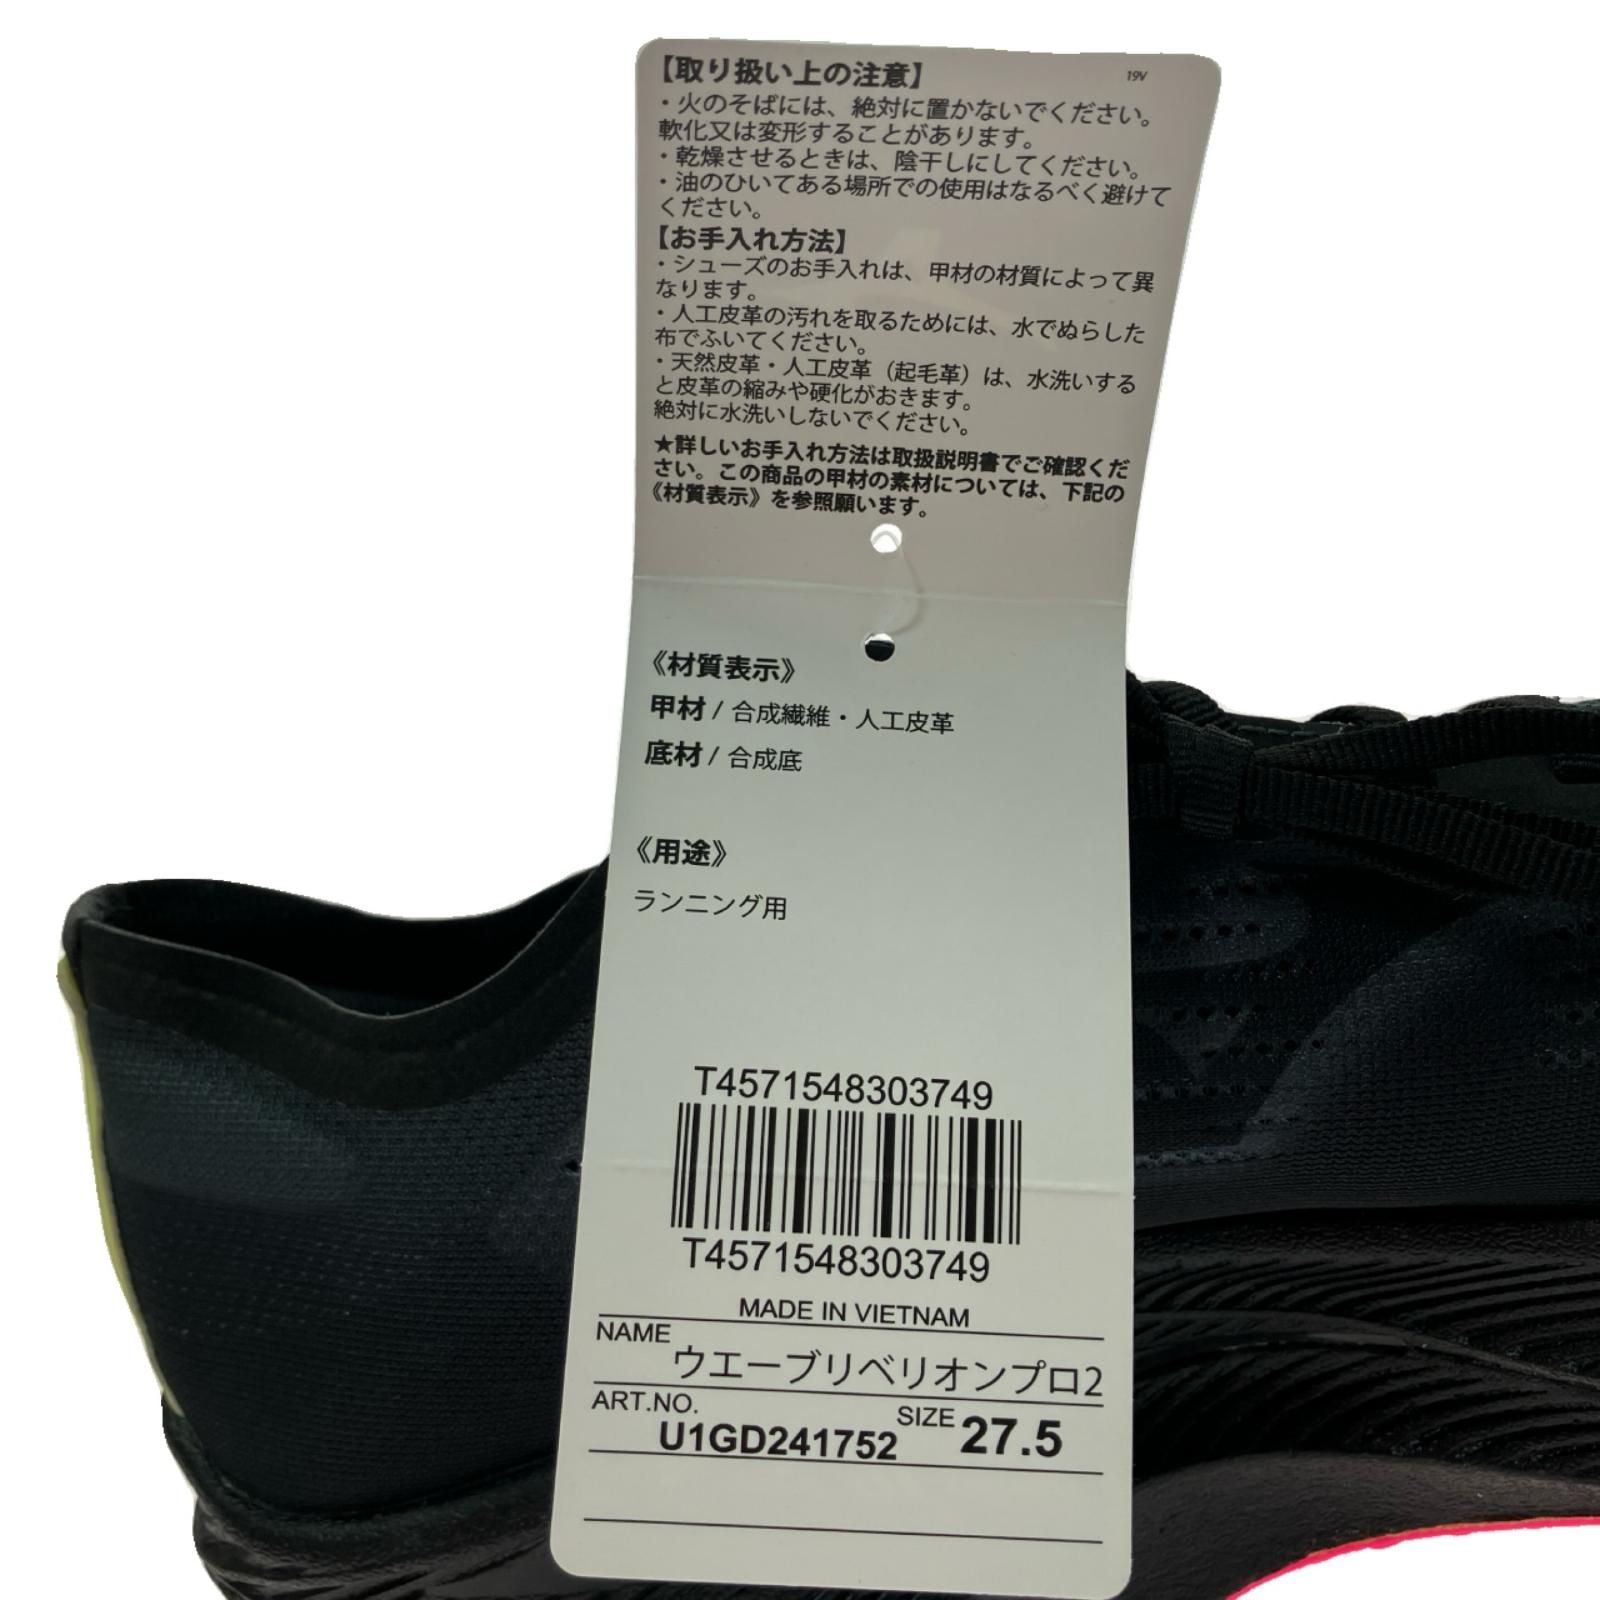 【取り扱い上の注意】
19V
・火のそばには、絶対に置かないでください。
軟化又は変形することがあります。
・乾燥させるときは、陰干しにしてください。
・油のひいてある場所での使用はなるべく避けて
ください。
【お手入れ方法】
・シューズのお手入れは、甲材の材質によって異
なります。
・人工皮革の汚れを取るためには、水でぬらした
布でふいてください。
・天然皮革・人工皮革（起毛革）は、水洗いする
と皮革の縮みや硬化がおきます。
絶対に水洗いしないでください。
★詳しいお手入れ方法は取扱説明書でご確認くだ
さい。この商品の甲材の素材については、下記の
《材質表示》を参照願います。
《材質表示》
甲材 / 合成繊維・人工皮革
底材 / 合成底
《用途》
ランニング用
T4571548303749
T4571548303749
MADE IN VIETNAM
NAME ウエーブリベリオンプロ2
ART.NO. U1GD241752 SIZE 27.5